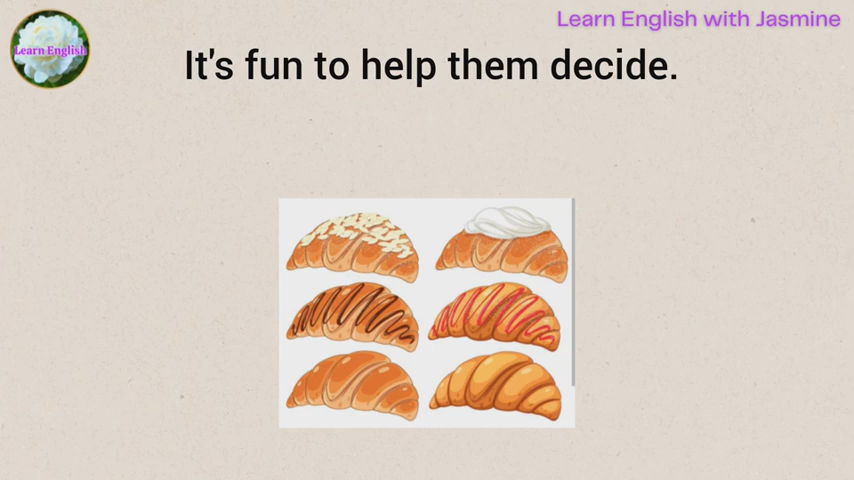 Learn English with Jasmine
Learn English
It's fun to help them decide.